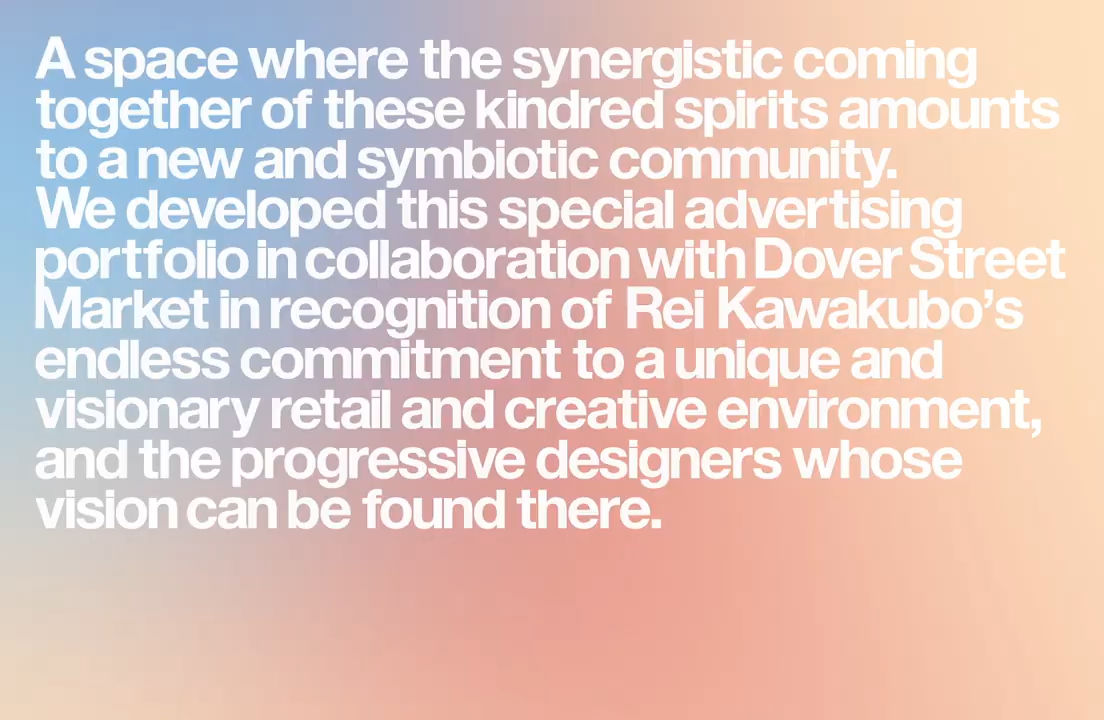 A space where the synergistic coming
together of these kindred spirits amounts
to a new and symbiotic community.
We developed this special advertising
portfolio in collaboration with Dover Street
Market in recognition of Rei Kawakubo’s
endless commitment to a unique and
visionary retail and creative environment,
and the progressive designers whose
vision can be found there.